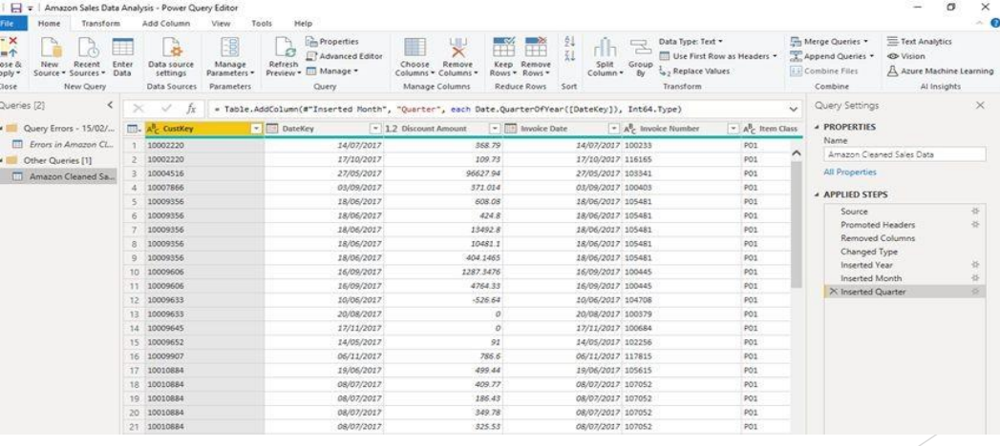 Amazon Sales Data Analysis - Power Query Editor
File Home Transform Add Column View Tools Help
Close & Apply New Source Recent Sources Enter Data Data source settings Manage Parameters Refresh Preview Properties Advanced Editor Manage Choose Columns Remove Columns Keep Rows Remove Rows Split Column Group By Data Type: Text Use First Row as Headers Replace Values Merge Queries Append Queries Combine Files Text Analytics Vision Azure Machine Learning
Close New Query Data Sources Parameters Query Manage Columns Reduce Rows Sort Transform Combine AI Insights
Queries [2]
Query Errors - 15/02/...
Errors in Amazon Cl...
Other Queries [1]
Amazon Cleaned Sa...
= Table.AddColumn(#"Inserted Month", "Quarter", each Date.QuarterOfYear([DateKey]), Int64.Type)
CustKey DateKey 1.2 Discount Amount Invoice Date Invoice Number Item Class
1 10002220 14/07/2017 368.79 14/07/2017 100233 P01
2 10002220 17/10/2017 109.73 17/10/2017 116165 P01
3 10004516 27/05/2017 96627.94 27/05/2017 103341 P01
4 10007866 03/09/2017 371.014 03/09/2017 100403 P01
5 10009356 18/06/2017 608.08 18/06/2017 105481 P01
6 10009356 18/06/2017 424.8 18/06/2017 105481 P01
7 10009356 18/06/2017 13492.8 18/06/2017 105481 P01
8 10009356 18/06/2017 10481.1 18/06/2017 105481 P01
9 10009356 18/06/2017 404.1465 18/06/2017 105481 P01
10 10009606 16/09/2017 1287.3476 16/09/2017 100445 P01
11 10009606 16/09/2017 4764.33 16/09/2017 100445 P01
12 10009633 10/06/2017 -526.64 10/06/2017 104708 P01
13 10009633 20/08/2017 0 20/08/2017 100379 P01
14 10009645 17/11/2017 0 17/11/2017 100684 P01
15 10009652 14/05/2017 91 14/05/2017 102256 P01
16 10009907 06/11/2017 786.6 06/11/2017 117815 P01
17 10010884 19/06/2017 499.44 19/06/2017 105615 P01
18 10010884 08/07/2017 409.77 08/07/2017 107052 P01
19 10010884 08/07/2017 186.43 08/07/2017 107052 P01
20 10010884 08/07/2017 349.78 08/07/2017 107052 P01
21 10010884 08/07/2017 325.53 08/07/2017 107052 P01
Query Settings
PROPERTIES
Name
Amazon Cleaned Sales Data
All Properties
APPLIED STEPS
Source
Promoted Headers
Removed Columns
Changed Type
Inserted Year
Inserted Month
Inserted Quarter